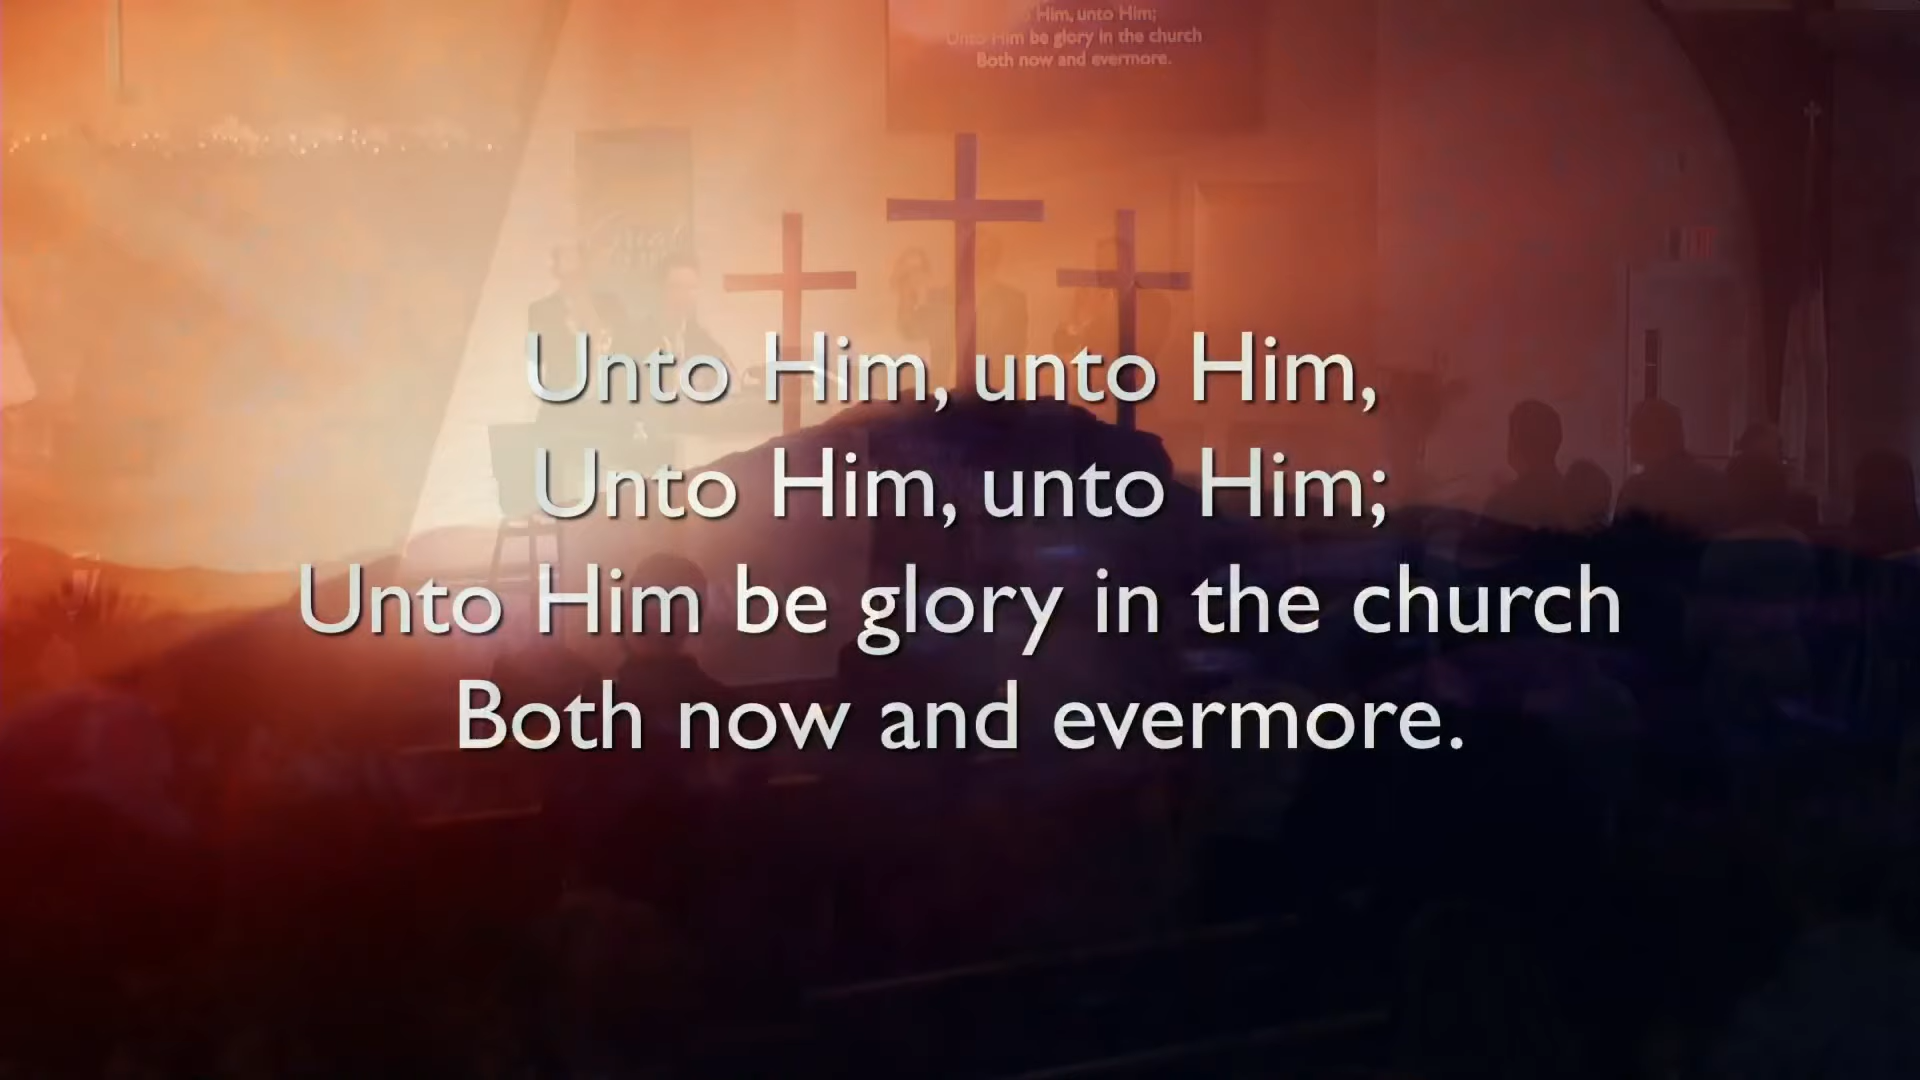 Him, unto Him;
Unto Him be glory in the church
Both now and evermore.
Unto Him, unto Him,
Unto Him, unto Him;
Unto Him be glory in the church
Both now and evermore.